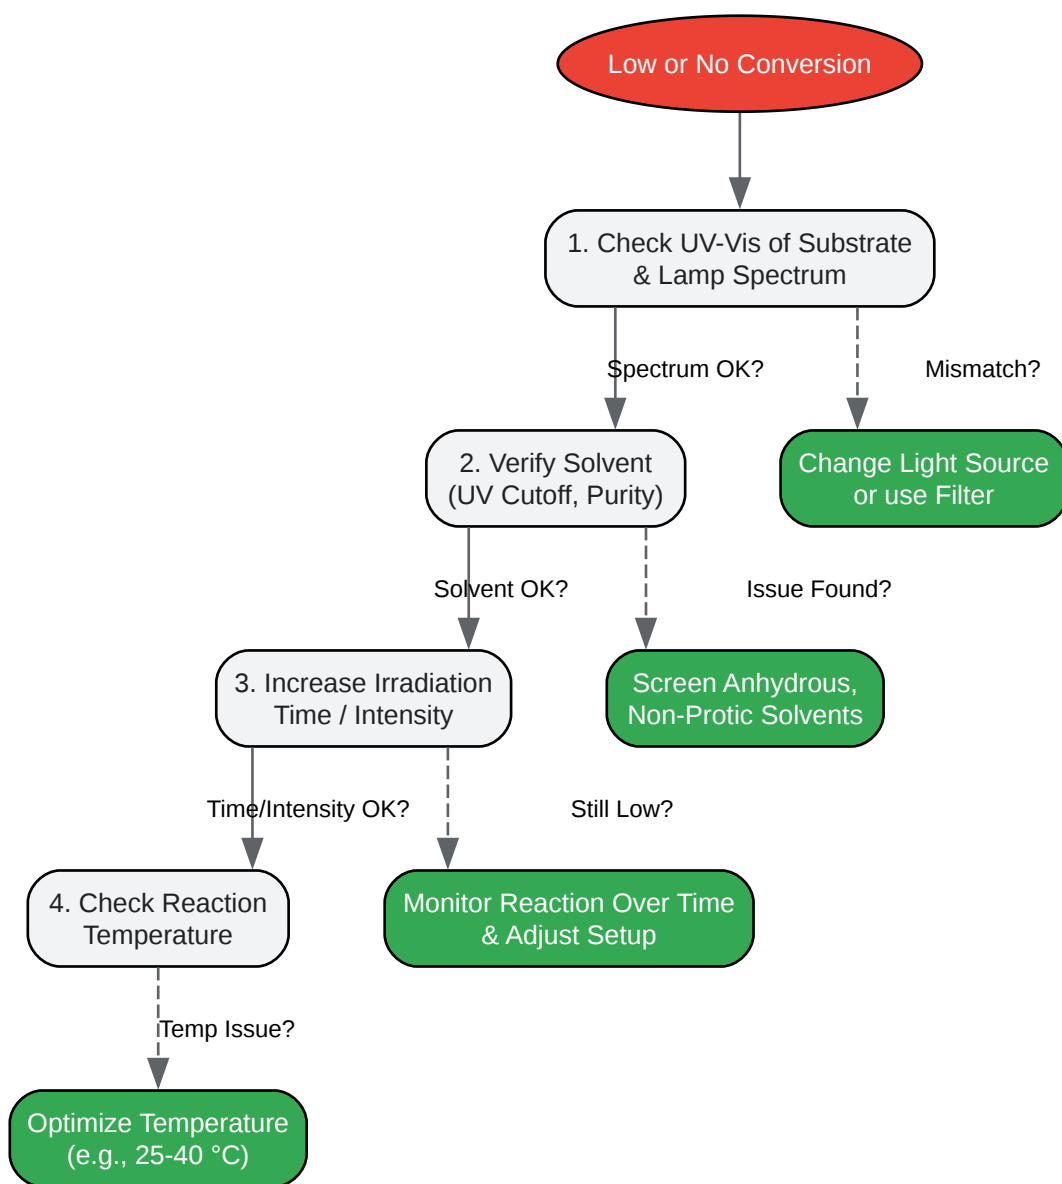 Low or No Conversion
1. Check UV-Vis of Substrate
& Lamp Spectrum
Spectrum OK?
Mismatch?
2. Verify Solvent
(UV Cutoff, Purity)
Change Light Source
or use Filter
Solvent OK?
Issue Found?
3. Increase Irradiation
Time / Intensity
Screen Anhydrous,
Non-Protic Solvents
Time/Intensity OK?
Still Low?
4. Check Reaction
Temperature
Monitor Reaction Over Time
& Adjust Setup
Temp Issue?
Optimize Temperature
(e.g., 25-40 °C)